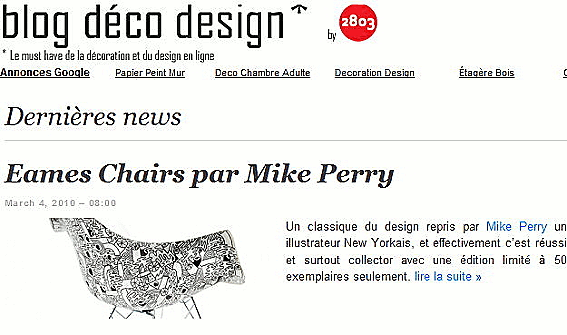 blog déco design*
by 2803
* Le must have de la décoration et du design en ligne
Annonces Google Papier Peint Mur Deco Chambre Adulte Decoration Design Étagère Bois
Dernières news
Eames Chairs par Mike Perry
March 4, 2010 – 08:00
Un classique du design repris par Mike Perry un
illustrateur New Yorkais, et effectivement c'est réussi
et surtout collector avec une édition limité à 50
exemplaires seulement. lire la suite »